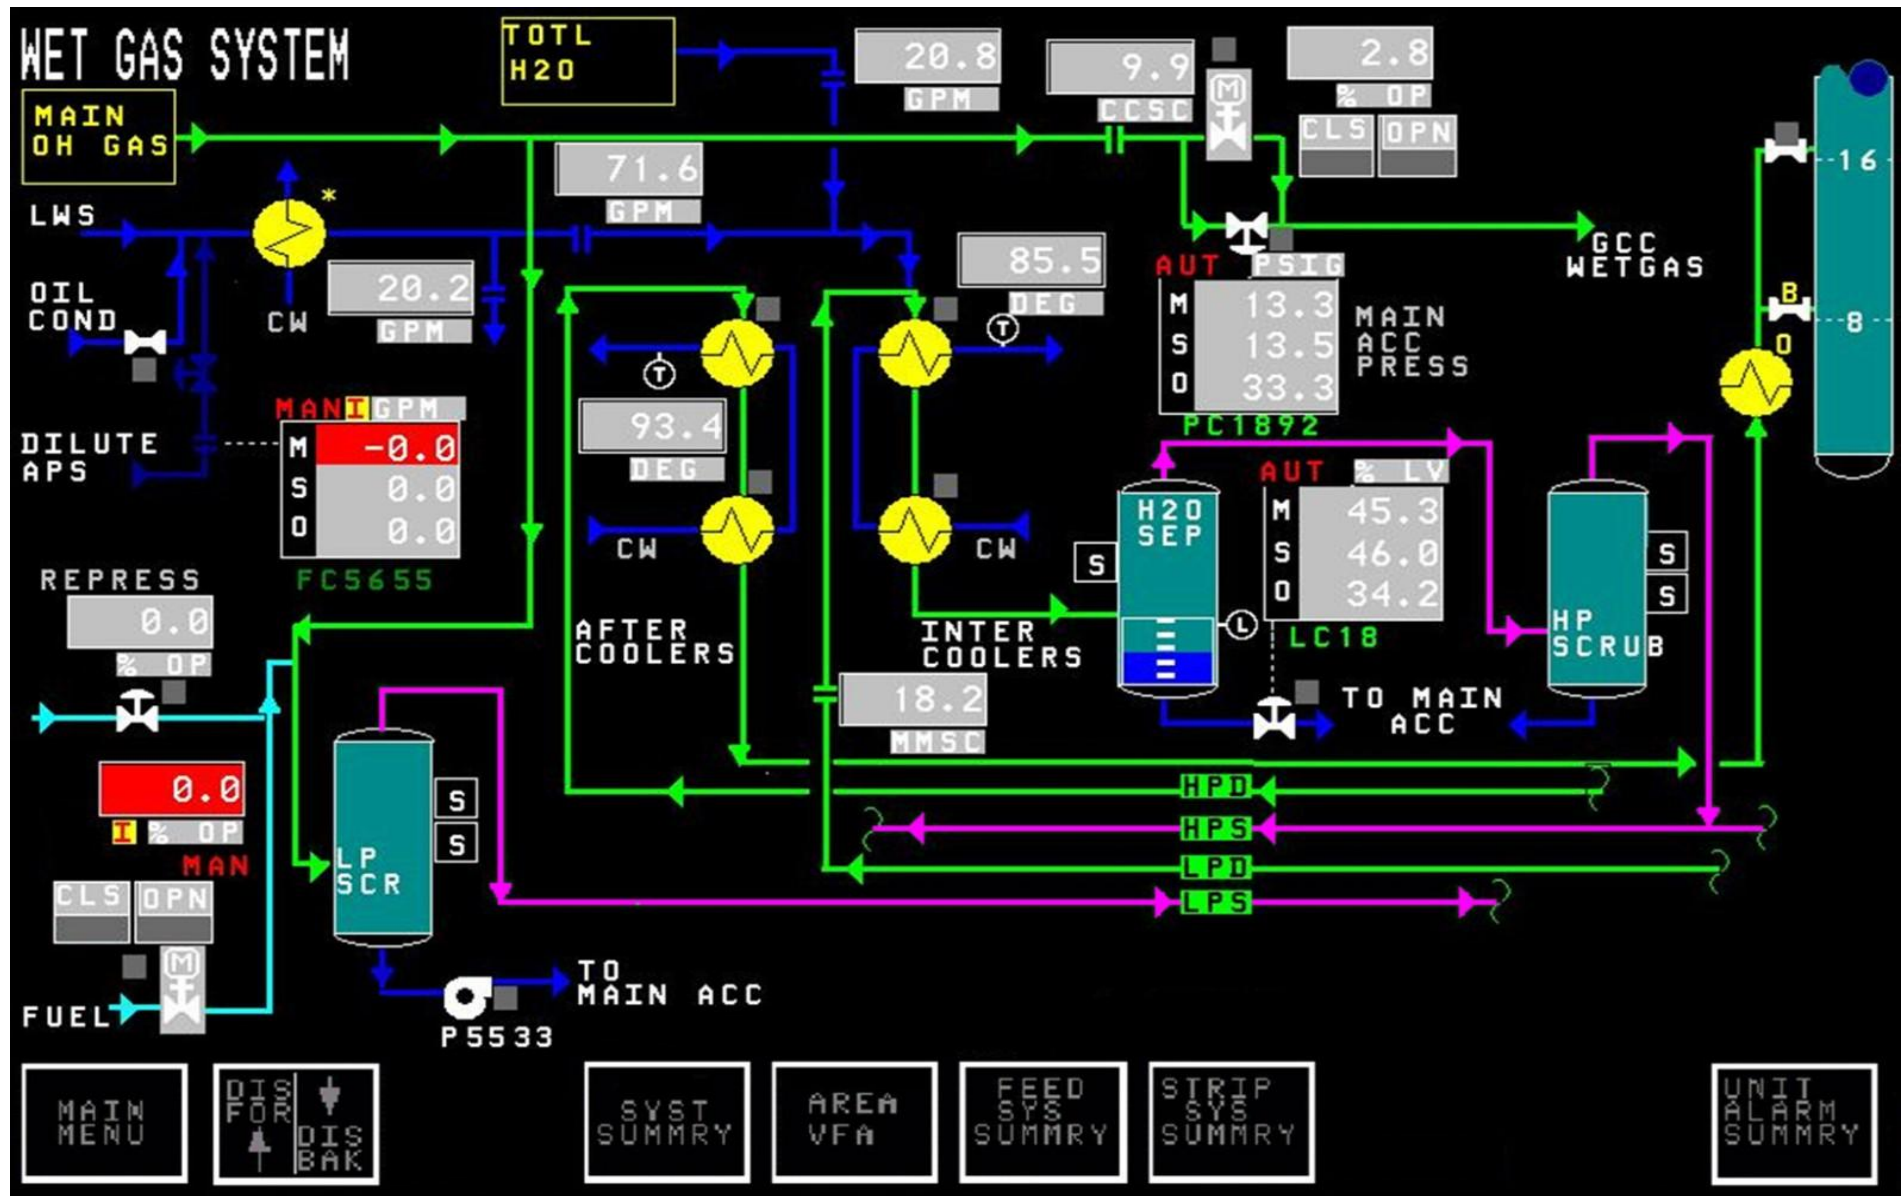 WET GAS SYSTEM
TOTL
H2O
20.8
GPM
9.9
CCSC
M
2.8
% OP
CLS OPN
MAIN
OH GAS
71.6
GPM
16
LWS
*
20.2
GPM
CW
OIL
COND
85.5
DEG
T
GCC
WETGAS
AUT PSIG
M 13.3
S 13.5
O 33.3
PC1892
MAIN
ACC
PRESS
B
8
O
T
93.4
DEG
MAN I GPM
M -0.0
S 0.0
O 0.0
FC5655
DILUTE
APS
AUT % LV
M 45.3
S 46.0
O 34.2
LC18
H2O
SEP
S
L
S
S
HP
SCRUB
CW
CW
REPRESS
0.0
% OP
AFTER
COOLERS
INTER
COOLERS
18.2
MMSC
TO MAIN
ACC
0.0
I % OP
MAN
CLS OPN
M
FUEL
LP
SCR
S
S
HPD
HPS
LPD
LPS
TO
MAIN ACC
P5533
MAIN
MENU
DIS
FOR
DIS
BAK
SYST
SUMMRY
AREA
VFA
FEED
SYS
SUMMRY
STRIP
SYS
SUMMRY
UNIT
ALARM
SUMMRY